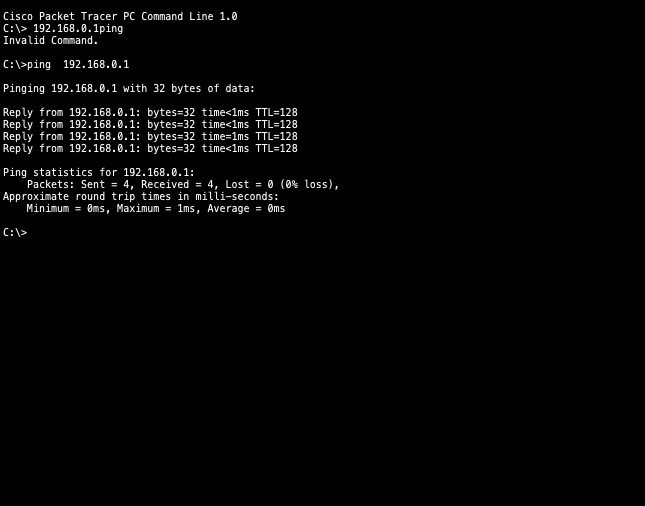 Cisco Packet Tracer PC Command Line 1.0
C:\> 192.168.0.1ping
Invalid Command.
C:\>ping  192.168.0.1
Pinging 192.168.0.1 with 32 bytes of data:
Reply from 192.168.0.1: bytes=32 time<1ms TTL=128
Reply from 192.168.0.1: bytes=32 time<1ms TTL=128
Reply from 192.168.0.1: bytes=32 time=1ms TTL=128
Reply from 192.168.0.1: bytes=32 time<1ms TTL=128
Ping statistics for 192.168.0.1:
    Packets: Sent = 4, Received = 4, Lost = 0 (0% loss),
Approximate round trip times in milli-seconds:
    Minimum = 0ms, Maximum = 1ms, Average = 0ms
C:\>